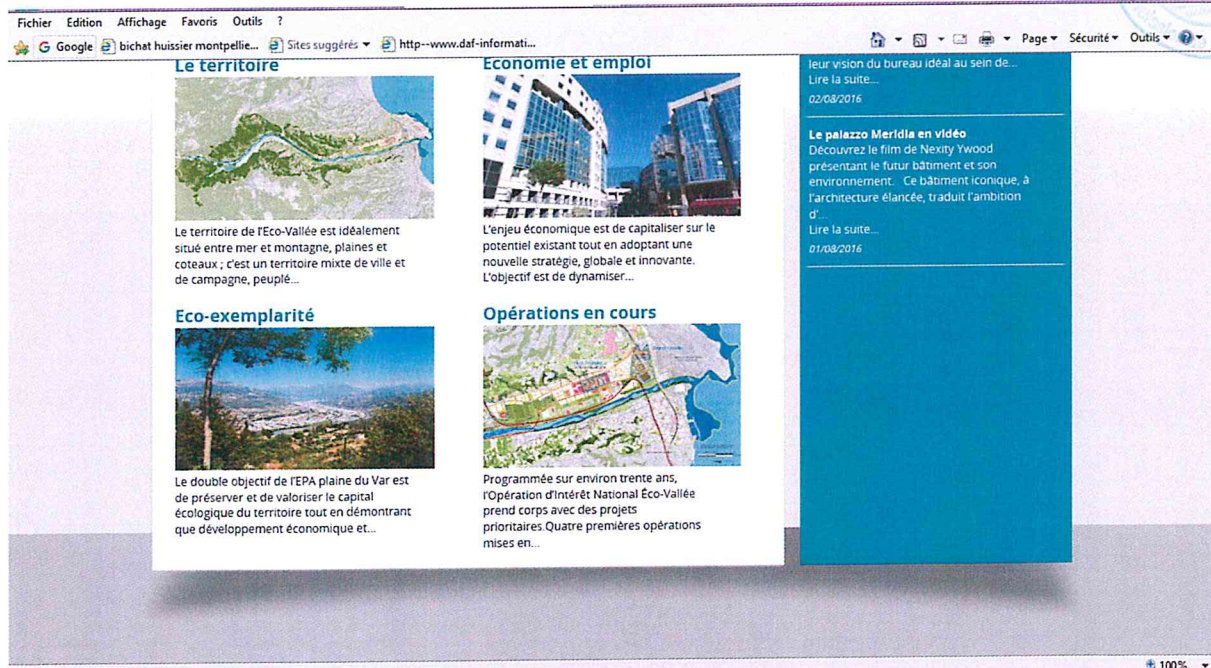 Fichier Edition Affichage Favoris Outils ?
Google bichat huissier montpellie... Sites suggérés http--www.daf-informati... Page Sécurité Outils
Le territoire
Le territoire de l'Eco-Vallée est idéalement
situé entre mer et montagne, plaines et
coteaux ; c'est un territoire mixte de ville et
de campagne, peuplé...
Economie et emploi
L'enjeu économique est de capitaliser sur le
potentiel existant tout en adoptant une
nouvelle stratégie, globale et innovante.
L'objectif est de dynamiser...
Eco-exemplarité
Le double objectif de l'EPA plaine du Var est
de préserver et de valoriser le capital
écologique du territoire tout en démontrant
que développement économique et...
Opérations en cours
Programmée sur environ trente ans,
l'Opération d'Intérêt National Éco-Vallée
prend corps avec des projets
prioritaires.Quatre premières opérations
mises en...
leur vision du bureau idéal au sein de...
Lire la suite...
02/08/2016
Le palazzo Meridia en vidéo
Découvrez le film de Nexity Ywood
présentant le futur bâtiment et son
environnement. Ce bâtiment iconique, à
l'architecture élancée, traduit l'ambition
d'...
Lire la suite...
01/08/2016
100%